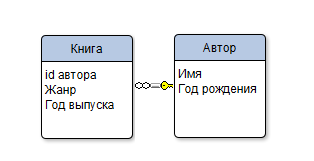 Книга
id автора
Жанр
Год выпуска
Автор
Имя
Год рождения